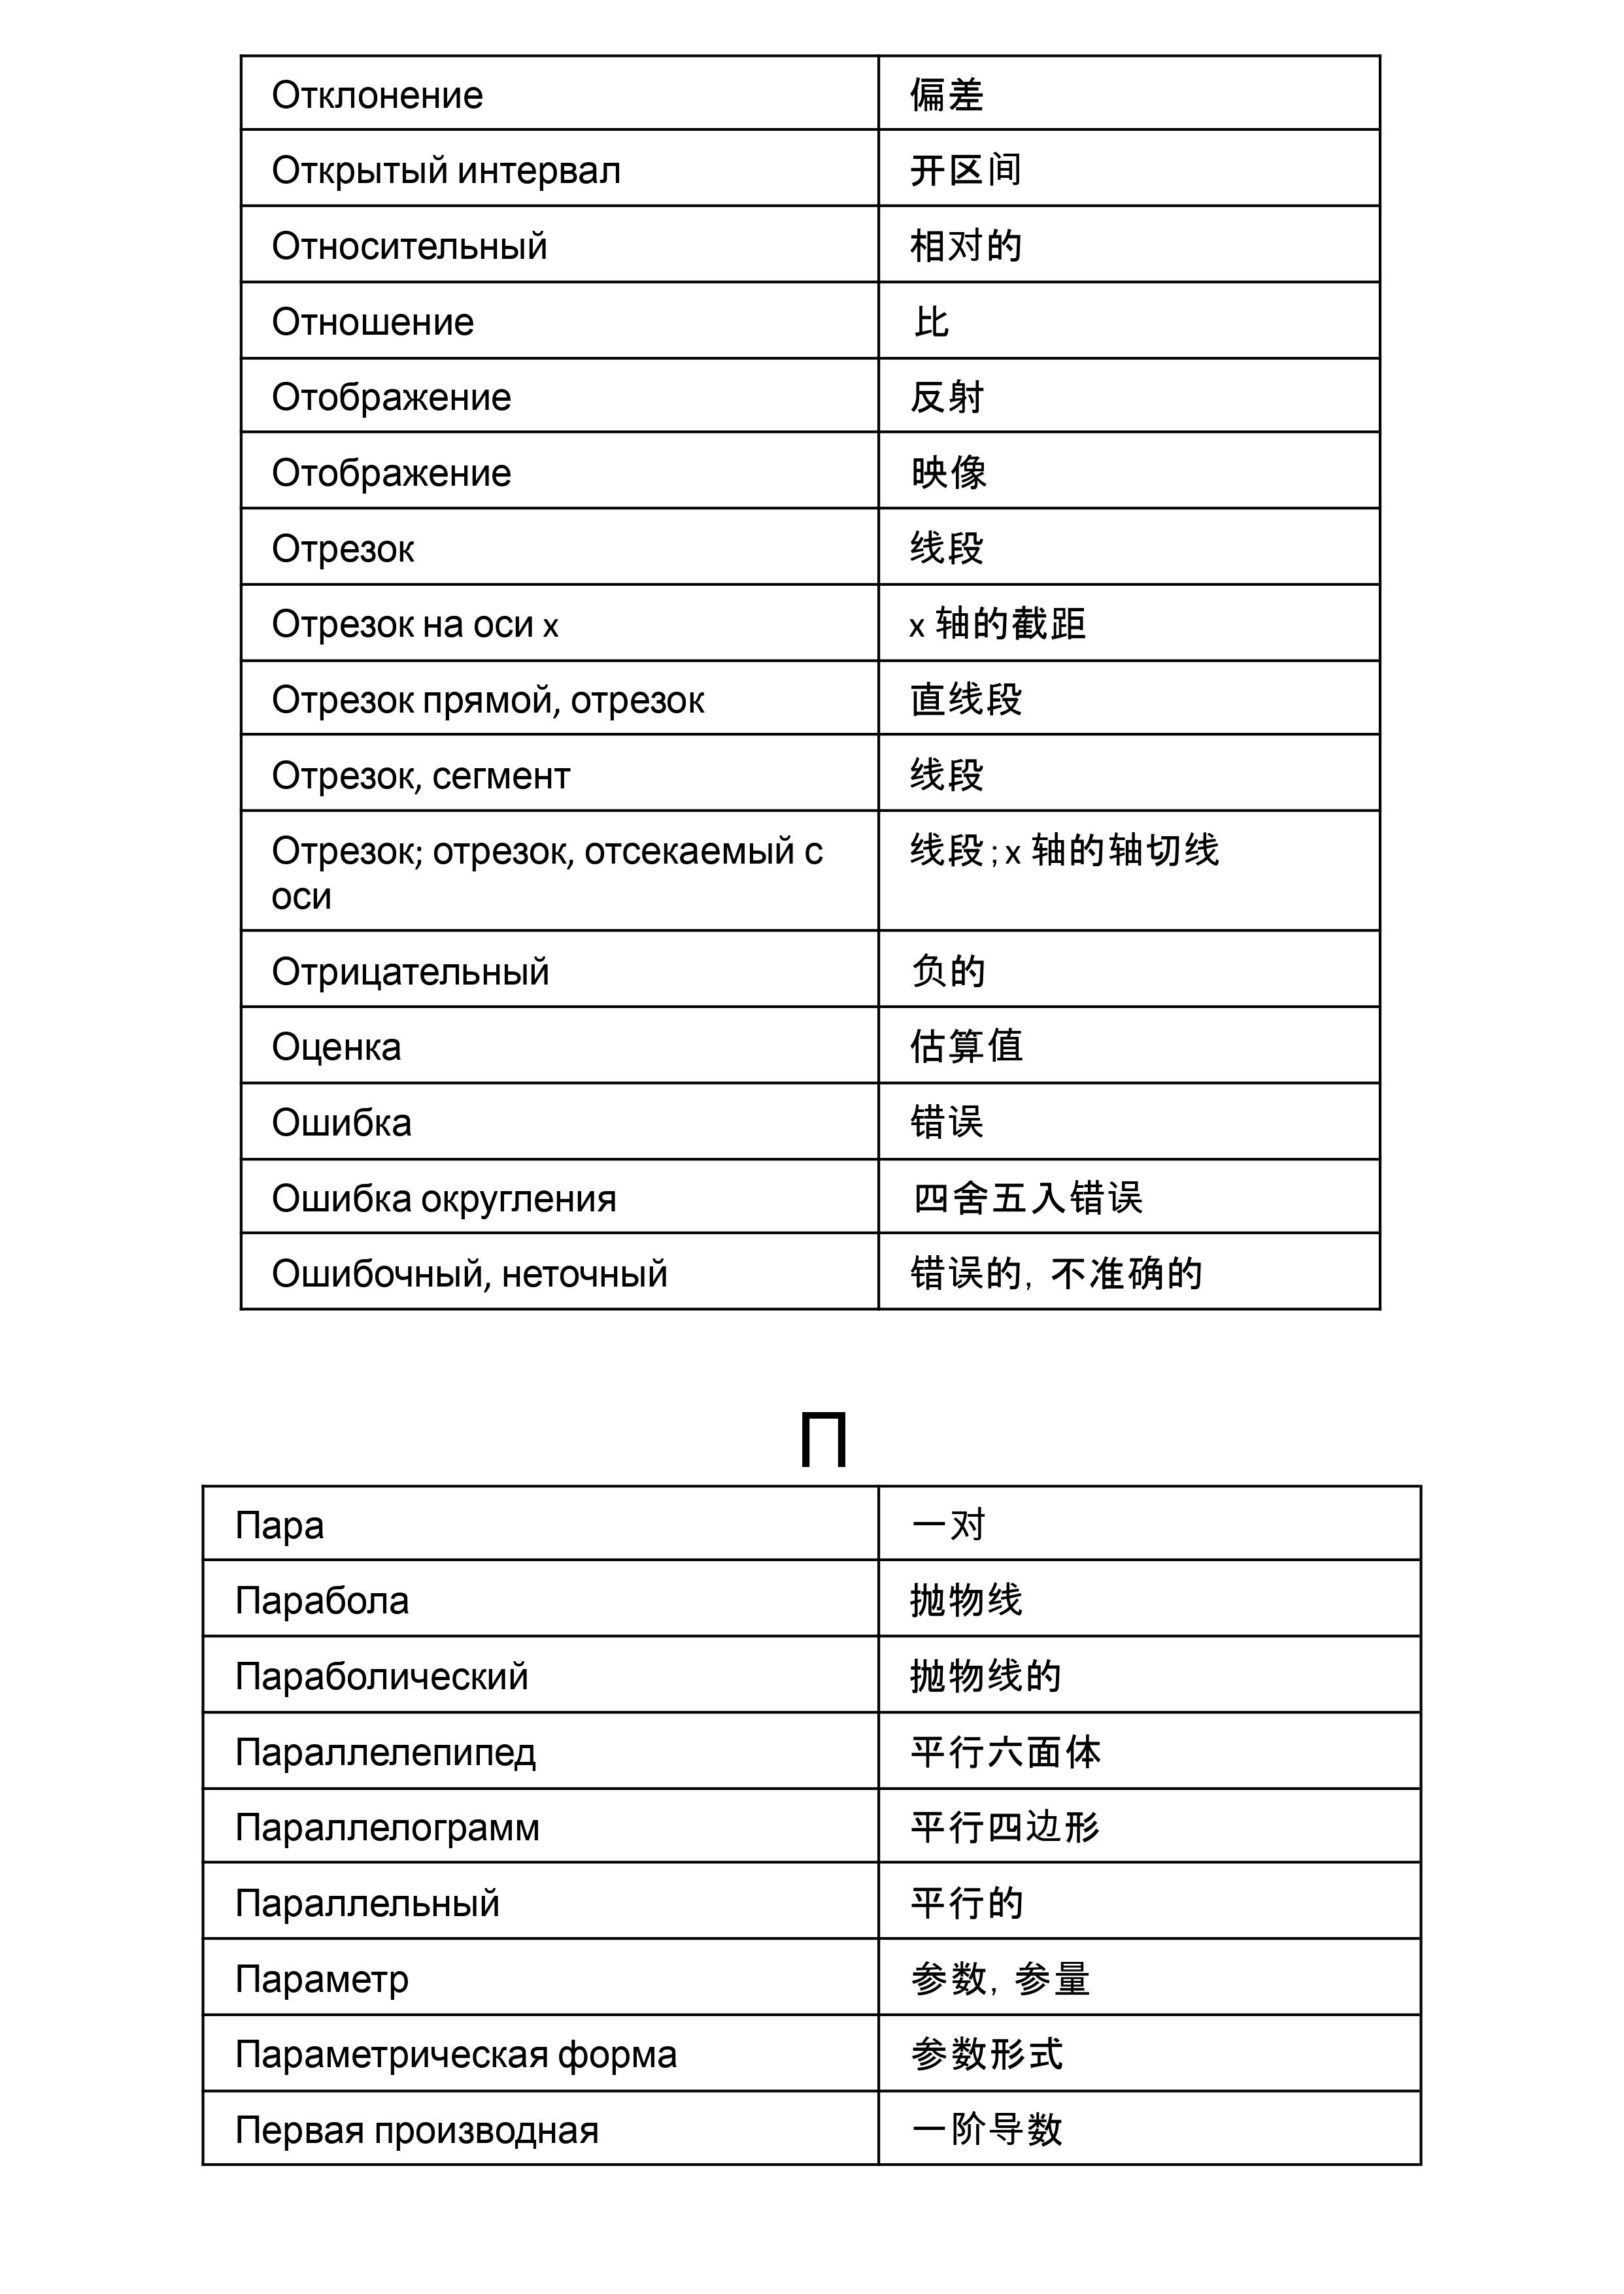 Отклонение 偏差
Открытый интервал 开区间
Относительный 相对的
Отношение 比
Отображение 反射
Отображение 映像
Отрезок 线段
Отрезок на оси x x 轴的截距
Отрезок прямой, отрезок 直线段
Отрезок, сегмент 线段
Отрезок; отрезок, отсекаемый с 线段;x 轴的轴切线
оси
Отрицательный 负的
Оценка 估算值
Ошибка 错误
Ошибка округления 四舍五入错误
Ошибочный, неточный 错误的, 不准确的
П
Пара 一对
Парабола 抛物线
Параболический 抛物线的
Параллелепипед 平行六面体
Параллелограмм 平行四边形
Параллельный 平行的
Параметр 参数, 参量
Параметрическая форма 参数形式
Первая производная 一阶导数